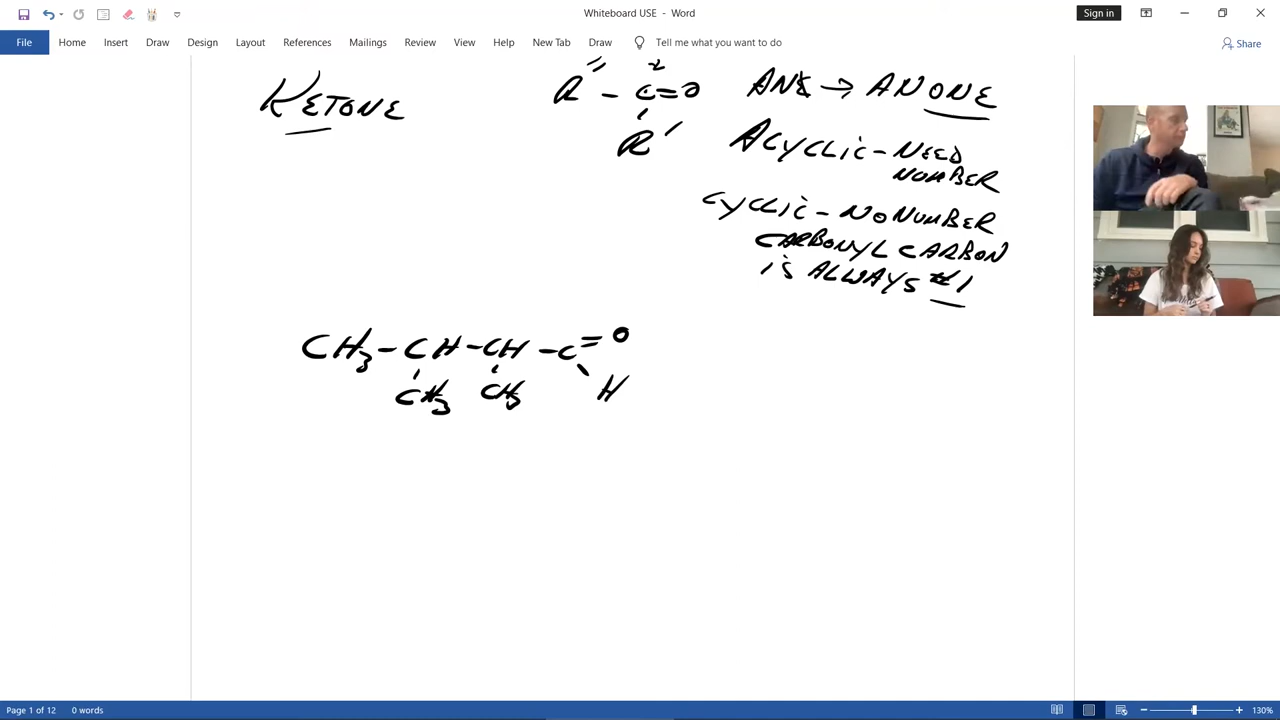 Whiteboard USE - Word
Sign in
File Home Insert Draw Design Layout References Mailings Review View Help New Tab Draw Tell me what you want to do Share
KETONE
R" - C = O
R'
ANE → ANONE
ACYCLIC - NEED
NUMBER
CYCLIC - NO NUMBER
CARBONYL CARBON
IS ALWAYS #1
CH3 - CH - CH - C = O
CH3 CH3 H
Page 1 of 12 0 words 130%